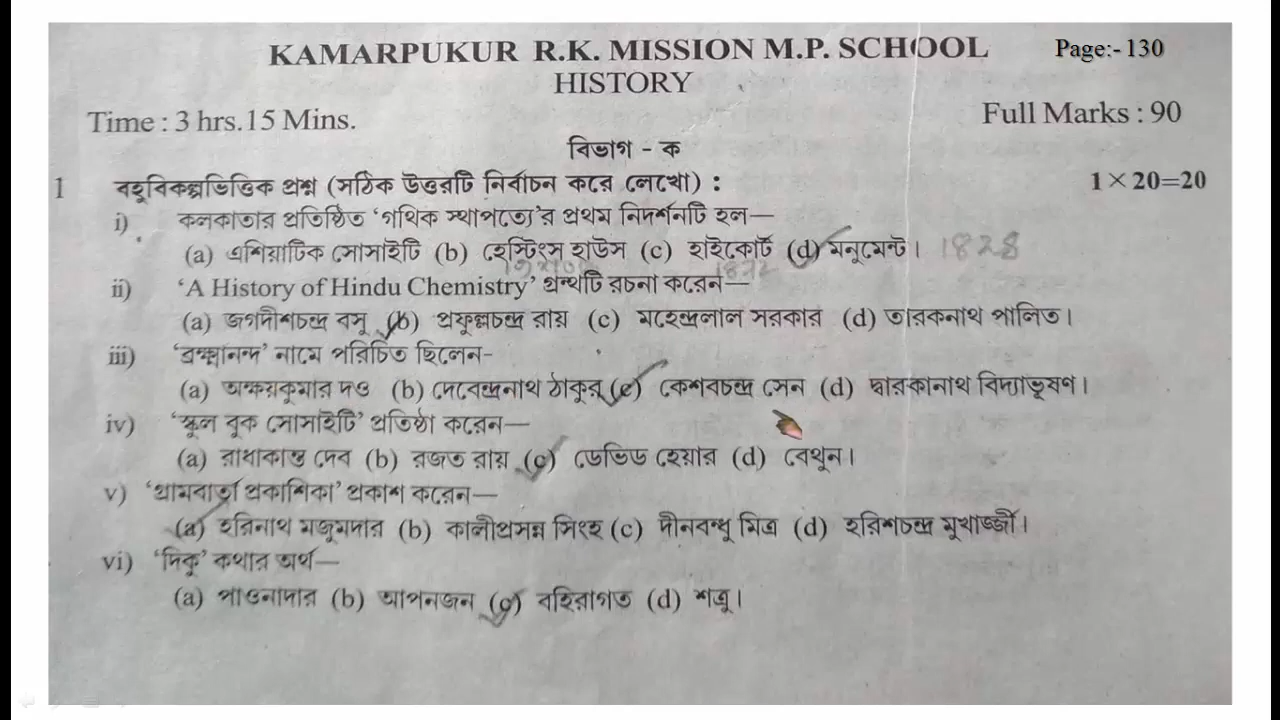 KAMARPUKUR R.K. MISSION M.P. SCHOOL Page:- 130
HISTORY
Time : 3 hrs.15 Mins. Full Marks : 90
বিভাগ - ক
1 বহুবিকল্পভিত্তিক প্রশ্ন (সঠিক উত্তরটি নির্বাচন করে লেখো) : 1×20=20
i) কলকাতার প্রতিষ্ঠিত ‘গথিক স্থাপত্যে’র প্রথম নিদর্শনটি হল—
(a) এশিয়াটিক সোসাইটি (b) হেস্টিংস হাউস (c) হাইকোর্ট (d) মনুমেন্ট। 1828
1872
ii) ‘A History of Hindu Chemistry’ গ্রন্থটি রচনা করেন—
(a) জগদীশচন্দ্র বসু (b) প্রফুল্লচন্দ্র রায় (c) মহেন্দ্রলাল সরকার (d) তারকনাথ পালিত।
iii) ‘ব্রহ্মানন্দ’ নামে পরিচিত ছিলেন-
(a) অক্ষয়কুমার দত্ত (b) দেবেন্দ্রনাথ ঠাকুর (c) কেশবচন্দ্র সেন (d) দ্বারকানাথ বিদ্যাভূষণ।
iv) ‘স্কুল বুক সোসাইটি’ প্রতিষ্ঠা করেন—
(a) রাধাকান্ত দেব (b) রজত রায় (c) ডেভিড হেয়ার (d) বেথুন।
v) ‘গ্রামবার্ত্তা প্রকাশিকা’ প্রকাশ করেন—
(a) হরিনাথ মজুমদার (b) কালীপ্রসন্ন সিংহ (c) দীনবন্ধু মিত্র (d) হরিশচন্দ্র মুখার্জ্জী।
vi) ‘দিকু’ কথার অর্থ—
(a) পাওনাদার (b) আপনজন (c) বহিরাগত (d) শত্রু।